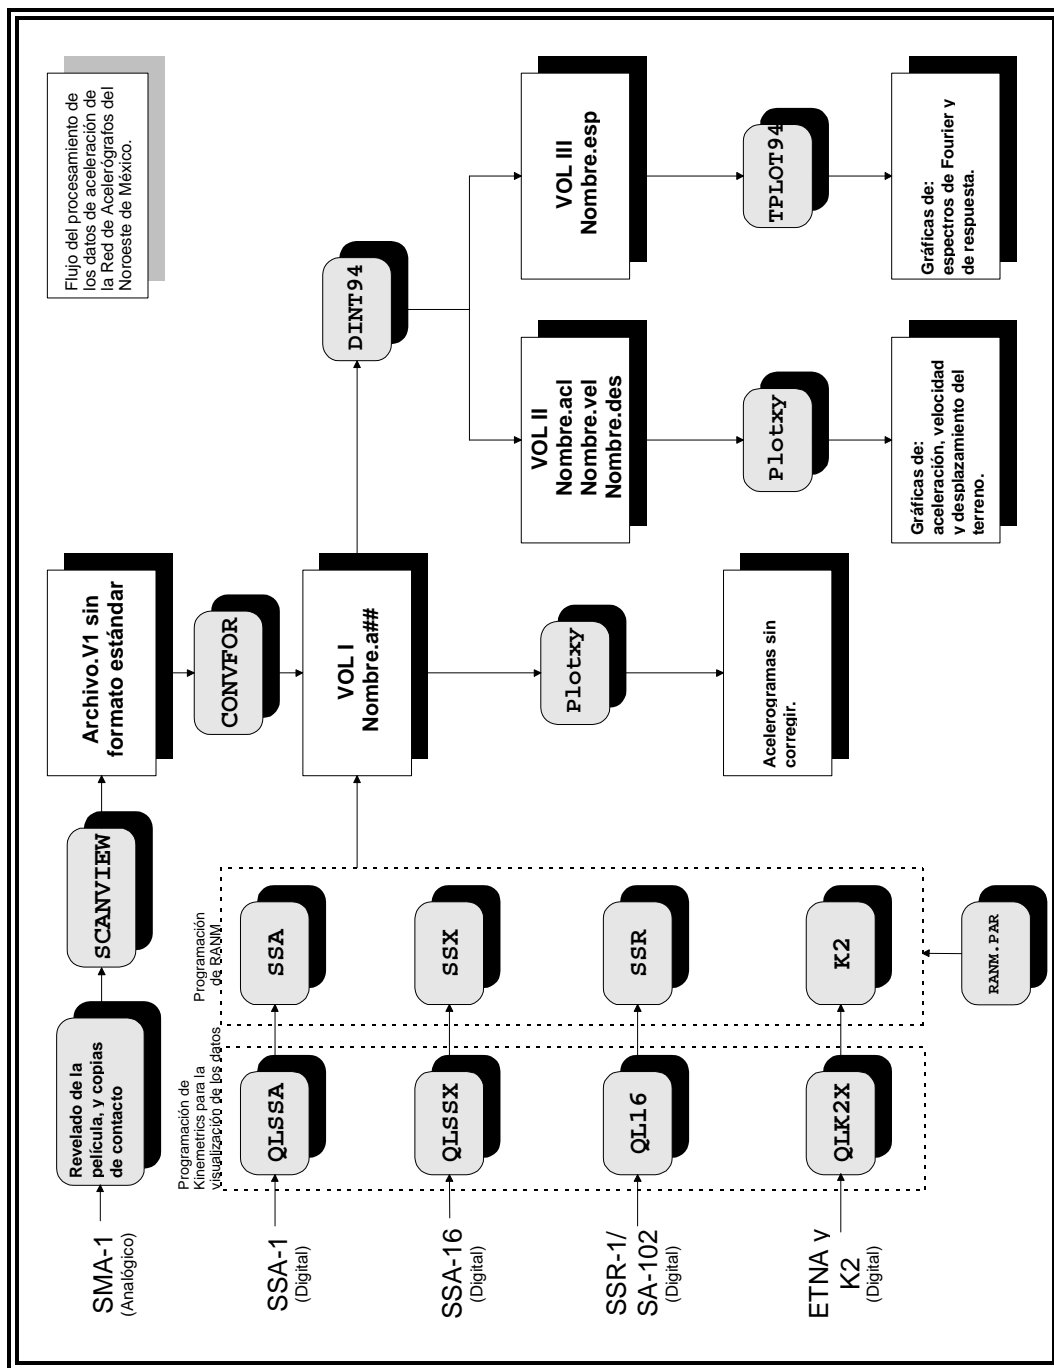 Flujo del procesamiento de
los datos de aceleración de
la Red de Acelerógrafos del
Noroeste de México.
SMA-1
(Analógico)
Revelado de la
película, y copias
de contacto
SCANVIEW
Archivo.V1 sin
formato estándar
CONVFOR
Programación de
Kinemetrics para la
visualización de los datos
Programación
de RANM
SSA-1
(Digital)
QLSSA
SSA
VOL I
Nombre.a##
DINT94
SSA-16
(Digital)
QLSSX
SSX
SSR-1/
SA-102
(Digital)
QL16
SSR
ETNA y
K2
(Digital)
QLK2X
K2
RANM.PAR
Plotxy
Acelerogramas sin
corregir.
VOL II
Nombre.acl
Nombre.vel
Nombre.des
Plotxy
Gráficas de:
aceleración, velocidad
y desplazamiento del
terreno.
VOL III
Nombre.esp
TPLOT94
Gráficas de:
espectros de Fourier y
de respuesta.